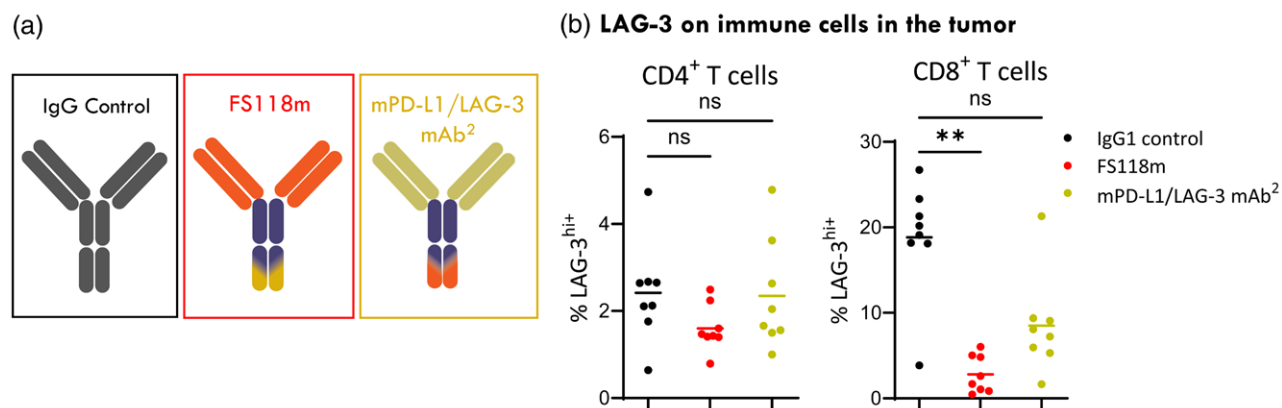 (a)
IgG Control
FS118m
mPD-L1/LAG-3
mAb²
(b) LAG-3 on immune cells in the tumor
CD4⁺ T cells
ns
ns
% LAG-3ʰⁱ⁺
6
4
2
0
CD8⁺ T cells
ns
**
% LAG-3ʰⁱ⁺
30
20
10
0
IgG1 control
FS118m
mPD-L1/LAG-3 mAb²